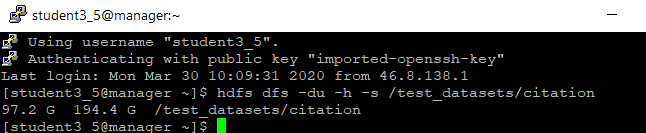 student3_5@manager:~
Using username "student3_5".
Authenticating with public key "imported-openssh-key"
Last login: Mon Mar 30 10:09:31 2020 from 46.8.138.1
[student3_5@manager ~]$ hdfs dfs -du -h -s /test_datasets/citation
97.2 G  194.4 G  /test_datasets/citation
[student3_5@manager ~]$